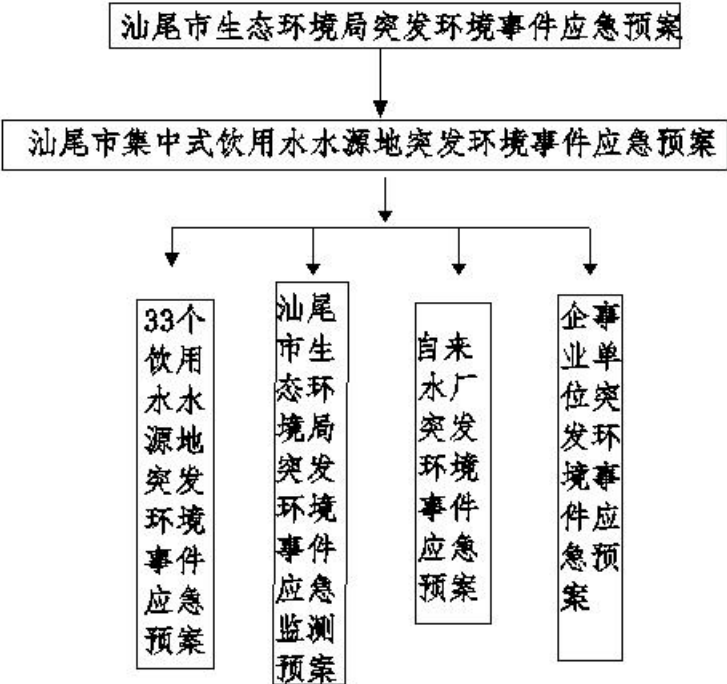 汕尾市生态环境局突发环境事件应急预案
汕尾市集中式饮用水水源地突发环境事件应急预案
33个
饮用
水水
源地
突发
环境
事件
应急
预案
汕尾
市生
态环
境局
突发
环境
事件
应急
监测
预案
自来
水厂
突发
环境
事件
应急
预案
企事
业单
位突
发环
境事
件应
急预
案